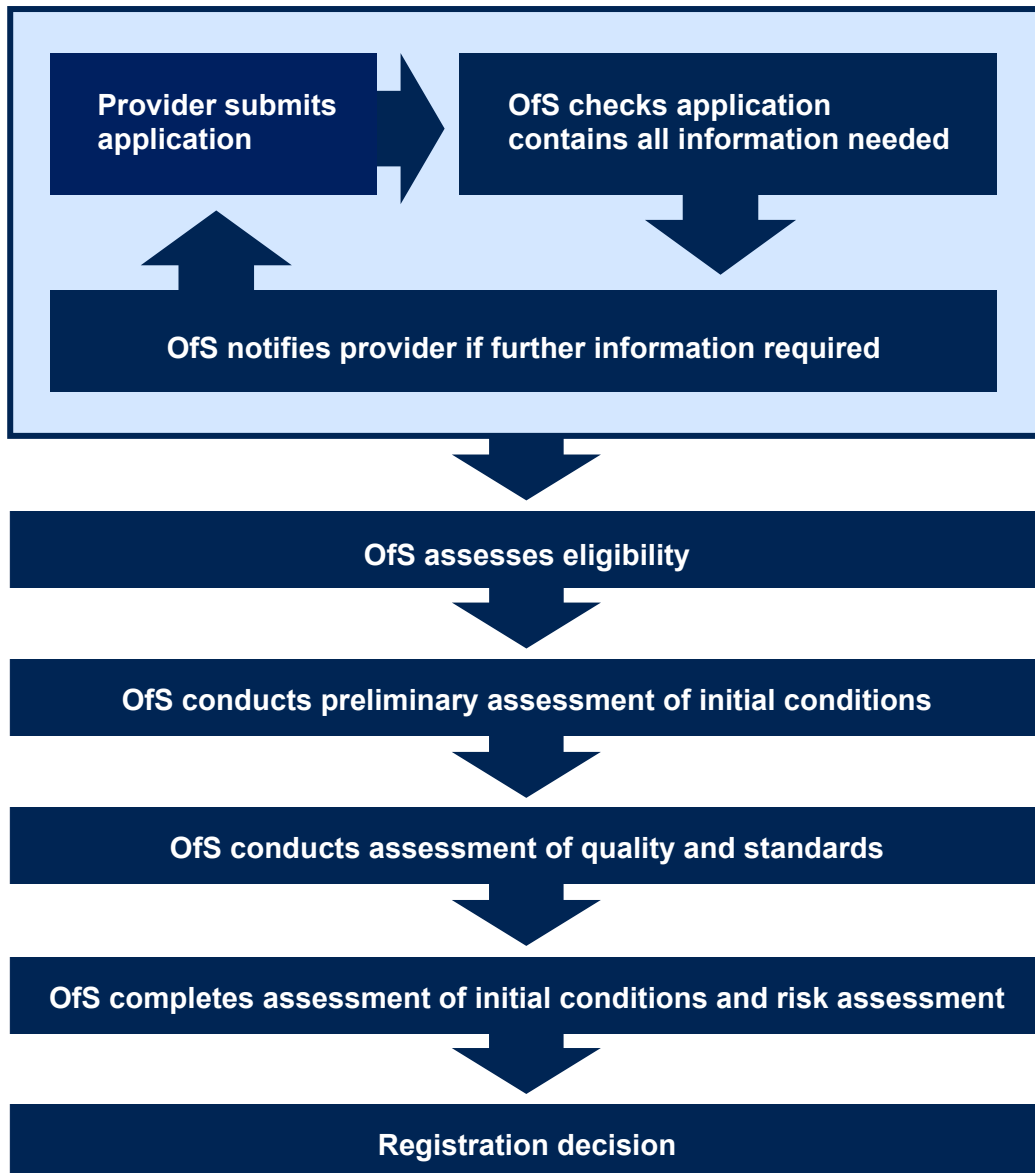 Provider submits
application
OfS checks application
contains all information needed
OfS notifies provider if further information required
OfS assesses eligibility
OfS conducts preliminary assessment of initial conditions
OfS conducts assessment of quality and standards
OfS completes assessment of initial conditions and risk assessment
Registration decision